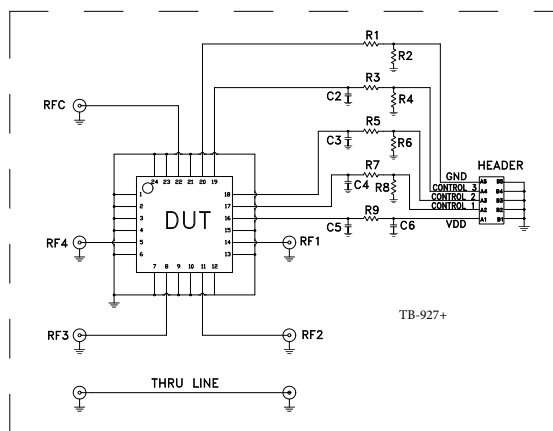 R1
R2
R3
C2
R4
RFC
R5
C3
R6
R7
C4
R8
HEADER
GND
A5 B5
CONTROL 3
A4 B4
CONTROL 2
A3 B3
CONTROL 1
A2 B2
VDD
A1 B1
R9
C5
C6
24 23 22 21 20 19
1 18
2 17
3 16
4 15
5 14
6 13
7 8 9 10 11 12
DUT
RF4
RF1
RF3
RF2
TB-927+
THRU LINE